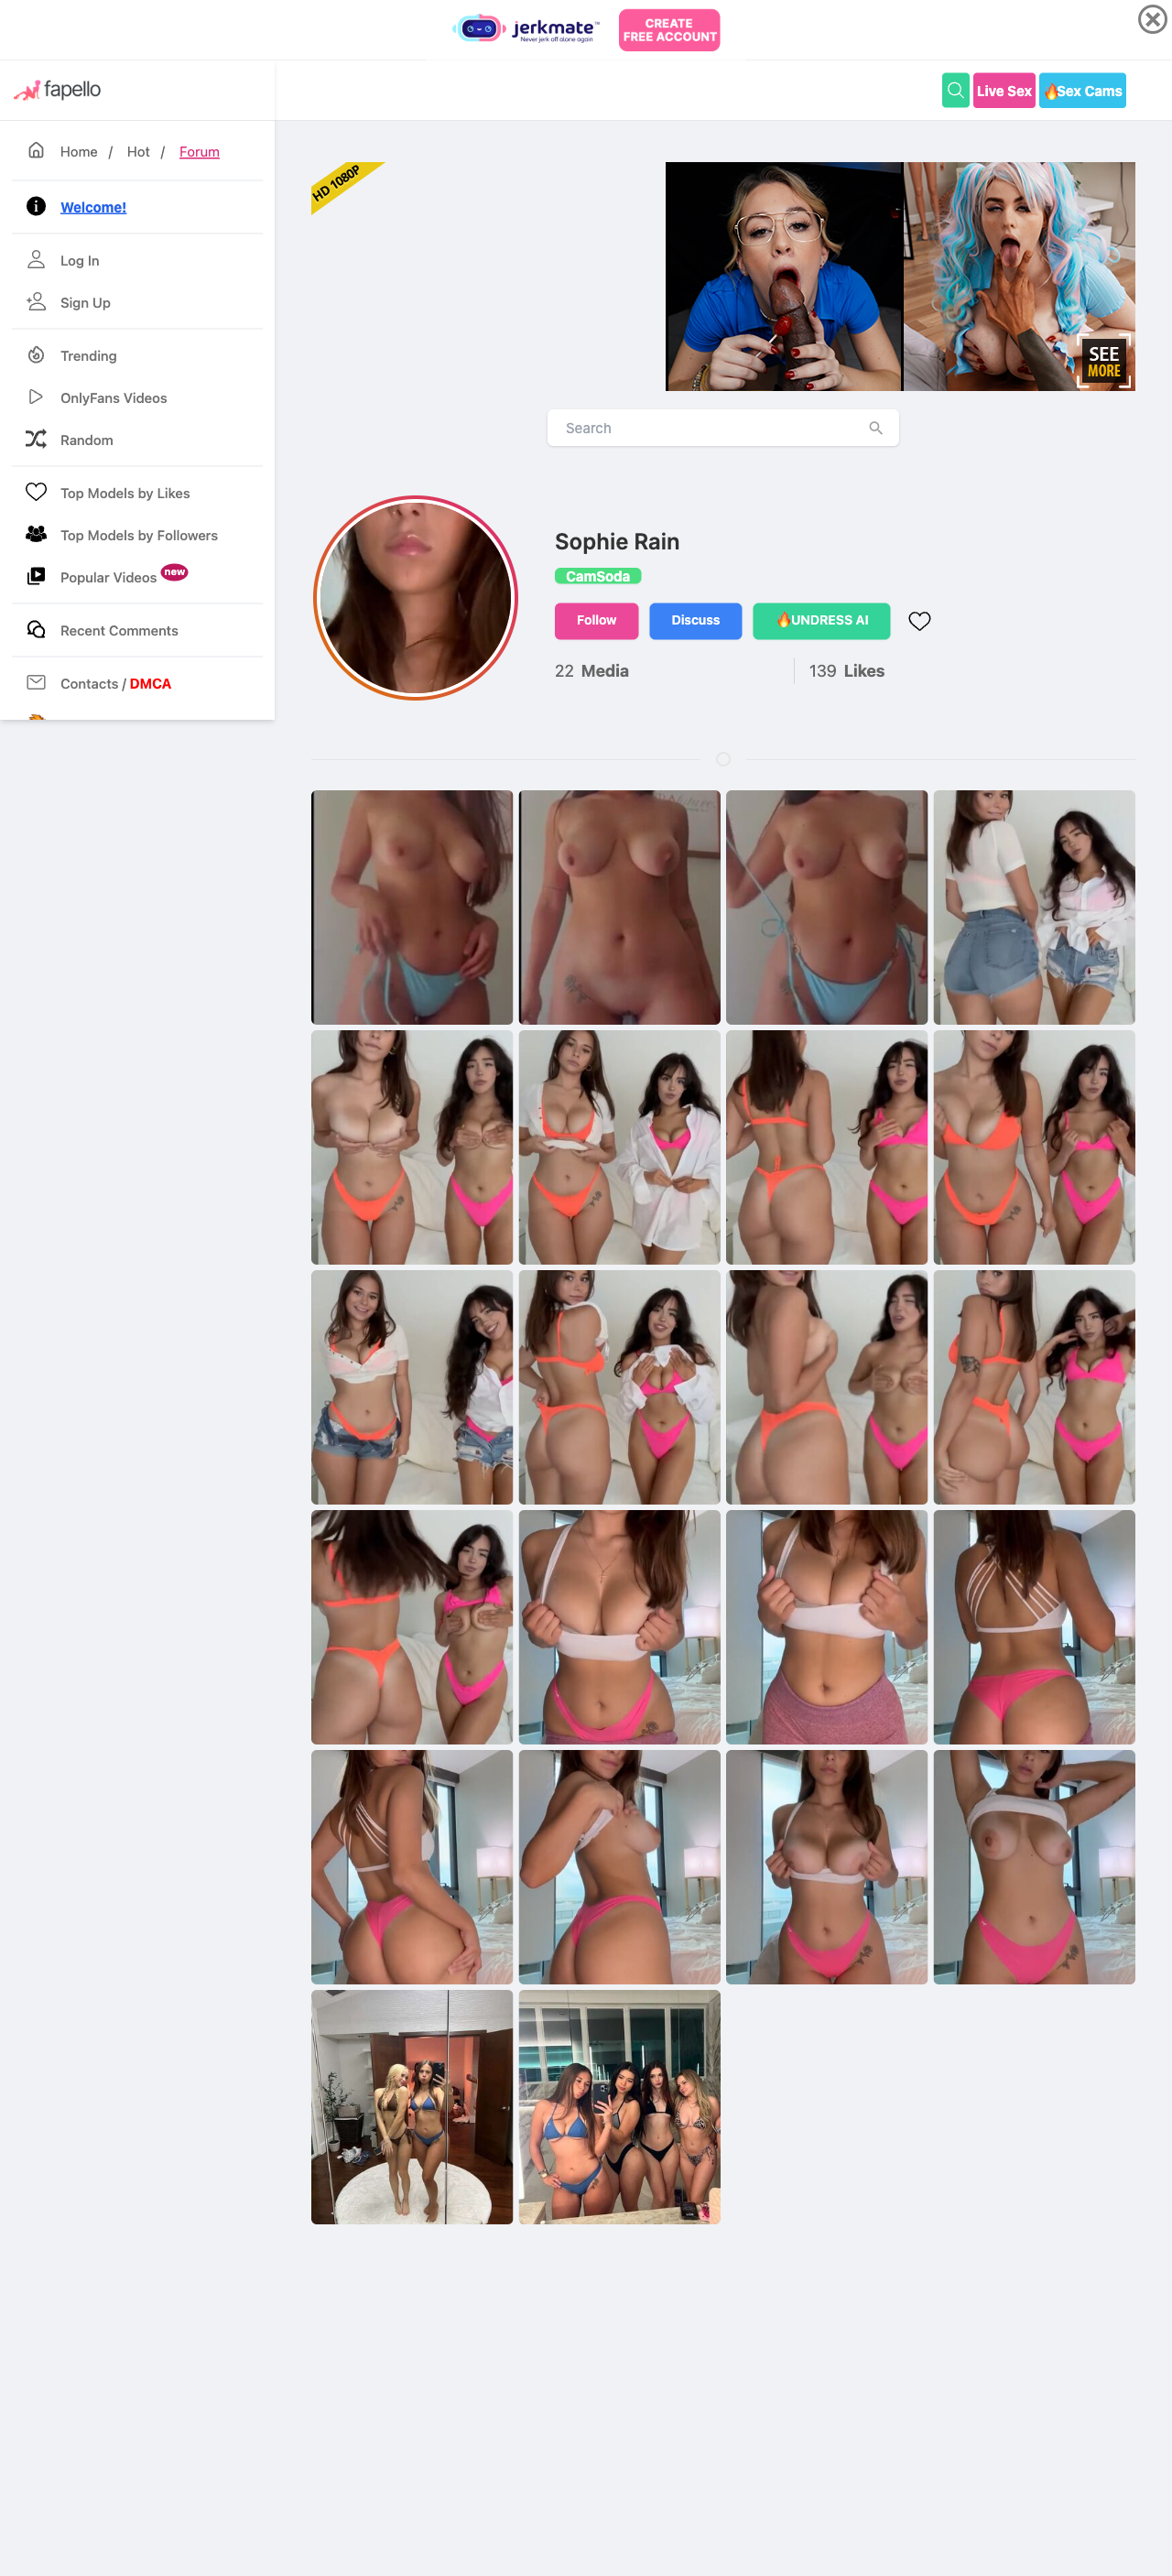 jerkmate™
Never jerk off alone again
CREATE
FREE ACCOUNT
fapello
Live Sex
🔥Sex Cams
Home / Hot / Forum
Welcome!
Log In
Sign Up
Trending
OnlyFans Videos
Random
Top Models by Likes
Top Models by Followers
Popular Videos new
Recent Comments
Contacts / DMCA
HD 1080P
SEE
MORE
Search
Sophie Rain
CamSoda
Follow
Discuss
🔥UNDRESS AI
22 Media
139 Likes